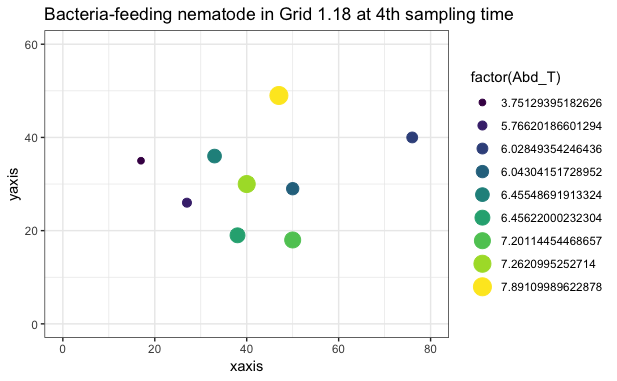 Bacteria-feeding nematode in Grid 1.18 at 4th sampling time
60
40
20
0
yaxis
0 20 40 60 80
xaxis
factor(Abd_T)
3.75129395182626
5.76620186601294
6.02849354246436
6.04304151728952
6.45548691913324
6.45622000232304
7.20114454468657
7.2620995252714
7.89109989622878